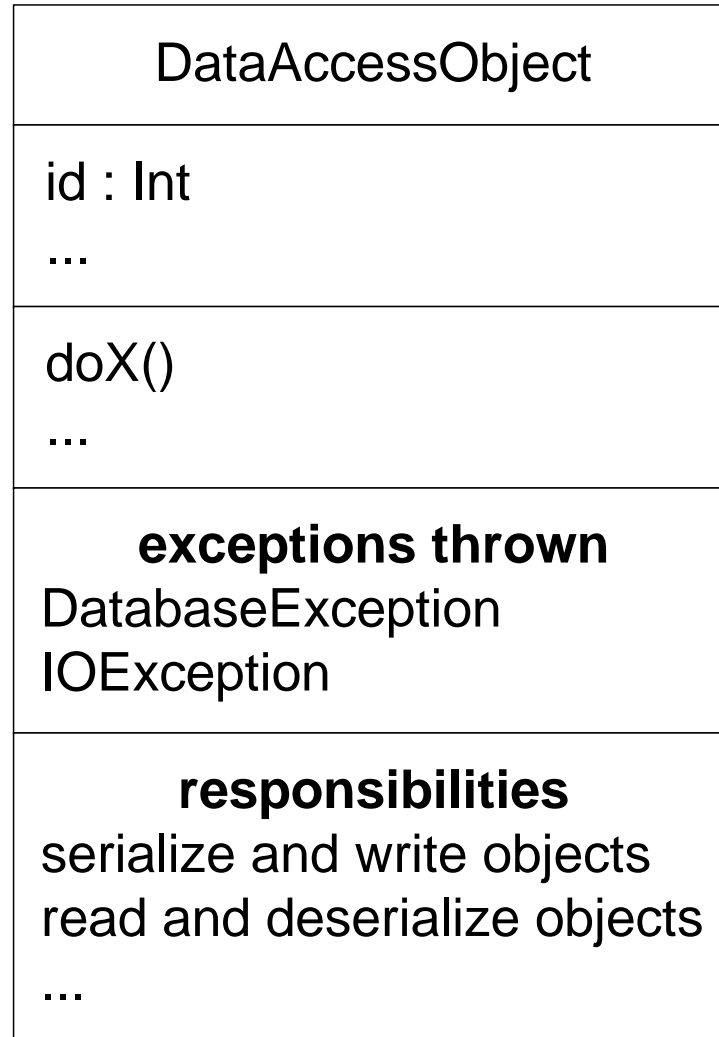 DataAccessObject
id : Int
...
doX()
...
exceptions thrown
DatabaseException
IOException
responsibilities
serialize and write objects
read and deserialize objects
...